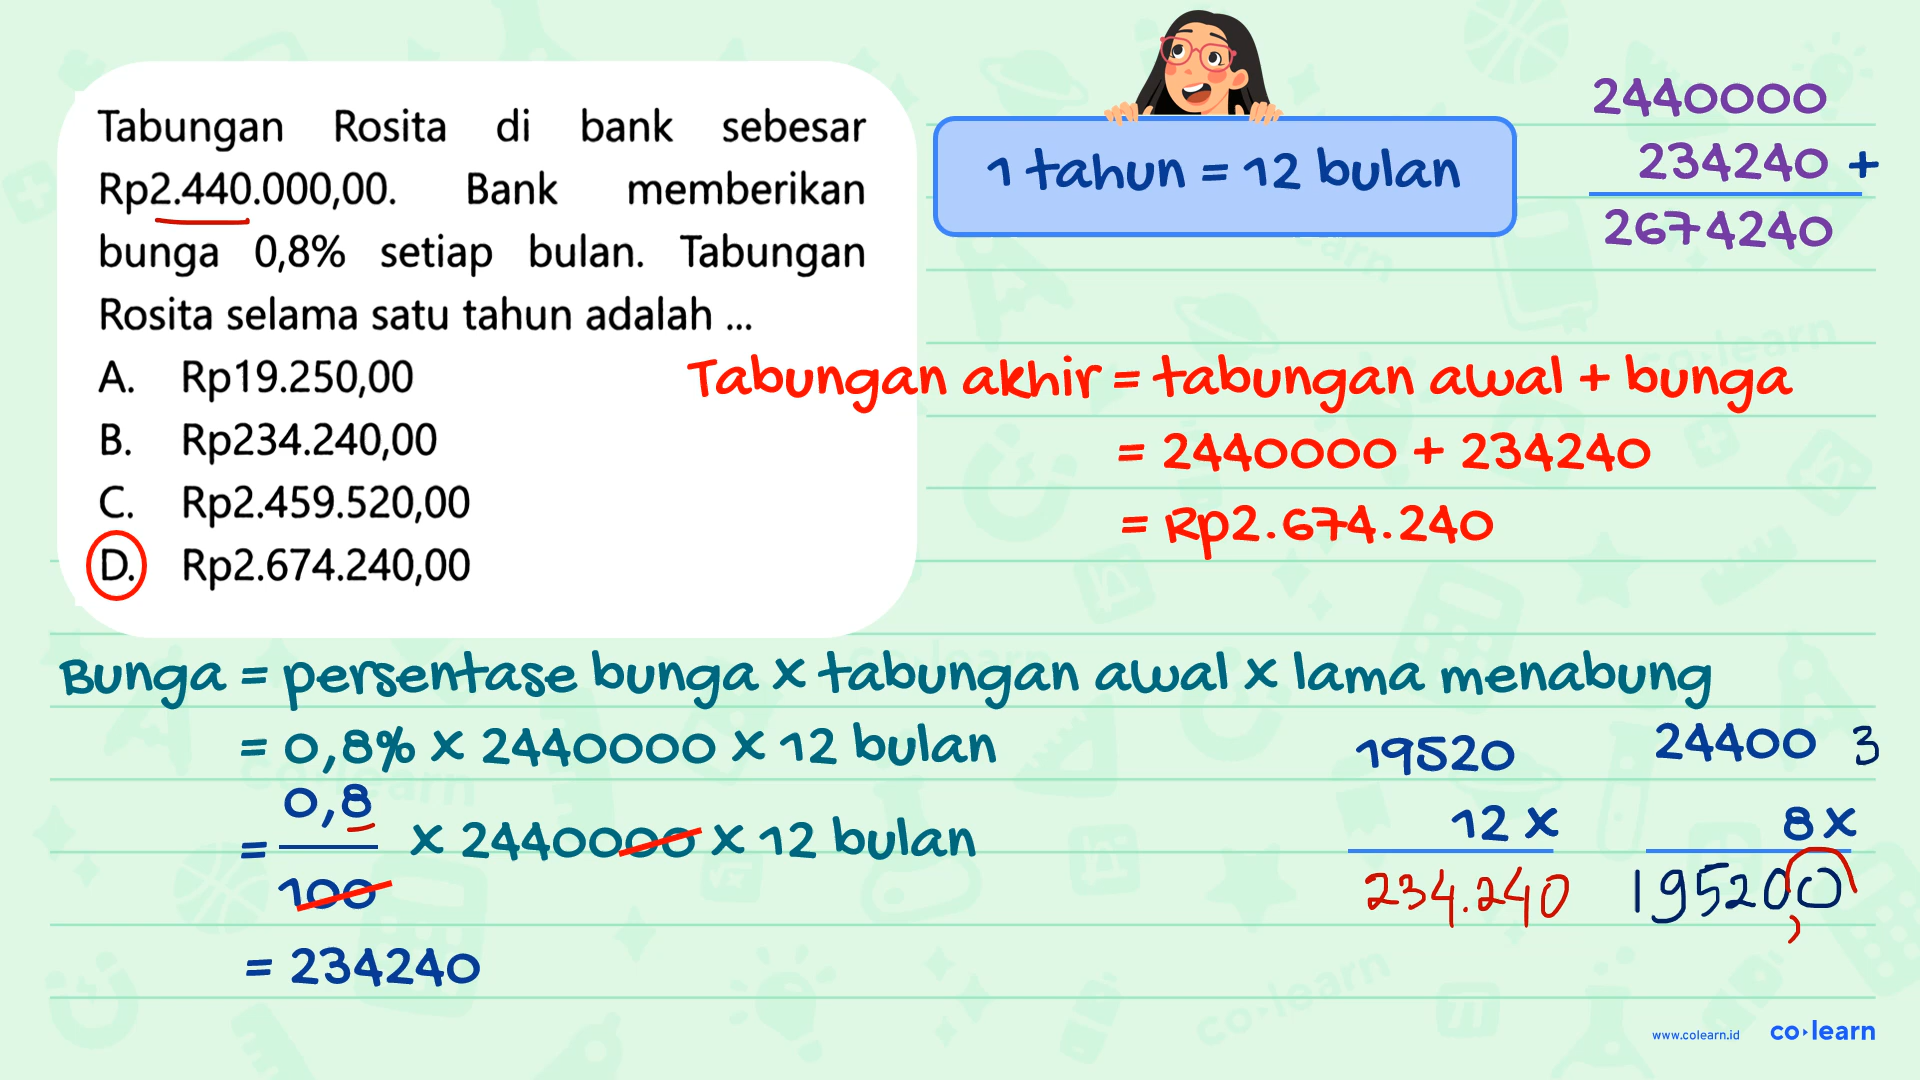 Tabungan Rosita di bank sebesar
Rp2.440.000,00. Bank memberikan
bunga 0,8% setiap bulan. Tabungan
Rosita selama satu tahun adalah ...
A. Rp19.250,00
B. Rp234.240,00
C. Rp2.459.520,00
D. Rp2.674.240,00
1 tahun = 12 bulan
2440000
234240 +
2674240
Tabungan akhir = tabungan awal + bunga
= 2440000 + 234240
= Rp2.674.240
Bunga = persentase bunga x tabungan awal x lama menabung
= 0,8% x 2440000 x 12 bulan
= 0,8
100
x 2440000 x 12 bulan
= 234240
19520
12 x
234.240
24400 3
8 x
195200
,
www.colearn.id
co·learn